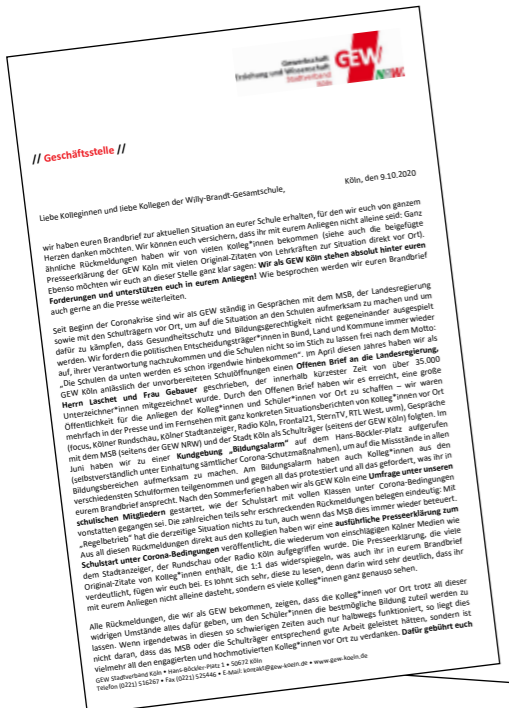 Gewerkschaft
Erziehung und Wissenschaft
Stadtverband
Köln
GEW
NRW.
// Geschäftsstelle //
Köln, den 9.10.2020
Liebe Kolleginnen und liebe Kollegen der Willy-Brandt-Gesamtschule,
wir haben euren Brandbrief zur aktuellen Situation an eurer Schule erhalten, für den wir euch von ganzem
Herzen danken möchten. Wir können euch versichern, dass ihr mit eurem Anliegen nicht alleine seid: Ganz
ähnliche Rückmeldungen haben wir von vielen Kolleg*innen bekommen (siehe auch die beigefügte
Presseerklärung der GEW Köln mit vielen Original-Zitaten von Lehrkräften zur Situation direkt vor Ort).
Ebenso möchten wir euch an dieser Stelle ganz klar sagen: Wir als GEW Köln stehen absolut hinter euren
Forderungen und unterstützen euch in eurem Anliegen! Wie besprochen werden wir euren Brandbrief
auch gerne an die Presse weiterleiten.
Seit Beginn der Coronakrise sind wir als GEW ständig in Gesprächen mit dem MSB, der Landesregierung
sowie mit den Schulträgern vor Ort, um auf die Situation an den Schulen aufmerksam zu machen und um
dafür zu kämpfen, dass Gesundheitsschutz und Bildungsgerechtigkeit nicht gegeneinander ausgespielt
werden. Wir fordern die politischen Entscheidungsträger*innen in Bund, Land und Kommune immer wieder
auf, ihrer Verantwortung nachzukommen und die Schulen nicht so im Stich zu lassen frei nach dem Motto:
„Die Schulen da unten werden es schon irgendwie hinbekommen“. Im April diesen Jahres haben wir als
GEW Köln anlässlich der unvorbereiteten Schulöffnungen einen Offenen Brief an die Landesregierung,
Herrn Laschet und Frau Gebauer geschrieben, der innerhalb kürzester Zeit von über 35.000
Unterzeichner*innen mitgezeichnet wurde. Durch den Offenen Brief haben wir es erreicht, eine große
Öffentlichkeit für die Anliegen der Kolleg*innen und Schüler*innen vor Ort zu schaffen – wir waren
mehrfach in der Presse und im Fernsehen mit ganz konkreten Situationsberichten von Kolleg*innen vor Ort
(focus, Kölner Rundschau, Kölner Stadtanzeiger, Radio Köln, Frontal21, SternTV, RTL West, uvm), Gespräche
mit dem MSB (seitens der GEW NRW) und der Stadt Köln als Schulträger (seitens der GEW Köln) folgten. Im
Juni haben wir zu einer Kundgebung „Bildungsalarm“ auf dem Hans-Böckler-Platz aufgerufen
(selbstverständlich unter Einhaltung sämtlicher Corona-Schutzmaßnahmen), um auf die Missstände in allen
Bildungsbereichen aufmerksam zu machen. Am Bildungsalarm haben auch Kolleg*innen aus den
verschiedensten Schulformen teilgenommen und gegen all das protestiert und all das gefordert, was ihr in
eurem Brandbrief ansprecht. Nach den Sommerferien haben wir als GEW Köln eine Umfrage unter unseren
schulischen Mitgliedern gestartet, wie der Schulstart mit vollen Klassen unter Corona-Bedingungen
vonstatten gegangen sei. Die zahlreichen teils sehr erschreckenden Rückmeldungen belegen eindeutig: Mit
„Regelbetrieb“ hat die derzeitige Situation nichts zu tun, auch wenn das MSB dies immer wieder beteuert.
Aus all diesen Rückmeldungen direkt aus den Kollegien haben wir eine ausführliche Presseerklärung zum
Schulstart unter Corona-Bedingungen veröffentlicht, die wiederum von einschlägigen Kölner Medien wie
dem Stadtanzeiger, der Rundschau oder Radio Köln aufgegriffen wurde. Die Presseerklärung, die viele
Original-Zitate von Kolleg*innen enthält, die 1:1 das widerspiegeln, was auch ihr in eurem Brandbrief
verdeutlicht, fügen wir euch bei. Es lohnt sich sehr, diese zu lesen, denn darin wird sehr deutlich, dass ihr
mit eurem Anliegen nicht alleine dasteht, sondern es viele Kolleg*innen ganz genauso sehen.
Alle Rückmeldungen, die wir als GEW bekommen, zeigen, dass die Kolleg*innen vor Ort trotz all dieser
widrigen Umstände alles dafür geben, um den Schüler*innen die bestmögliche Bildung zuteil werden zu
lassen. Wenn irgendetwas in diesen so schwierigen Zeiten auch nur halbwegs funktioniert, so liegt dies
nicht daran, dass das MSB oder die Schulträger entsprechend gute Arbeit geleistet hätten, sondern ist
vielmehr all den engagierten und hochmotivierten Kolleg*innen vor Ort zu verdanken. Dafür gebührt euch
GEW Stadtverband Köln • Hans-Böckler-Platz 1 • 50672 Köln
Telefon (0221) 516267 • Fax (0221) 525446 • E-Mail: kontakt@gew-koeln.de • www.gew-koeln.de